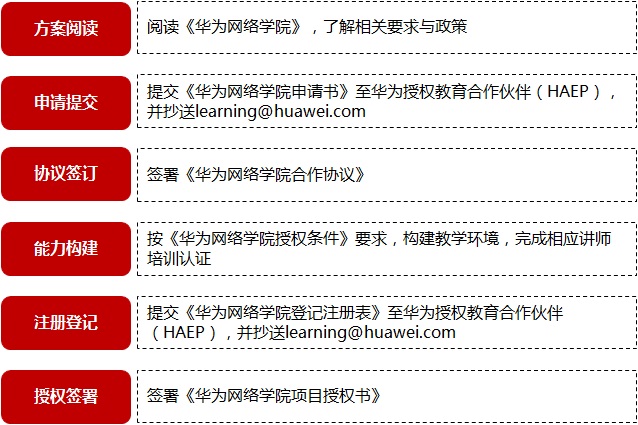 方案阅读
阅读《华为网络学院》，了解相关要求与政策
申请提交
提交《华为网络学院申请书》至华为授权教育合作伙伴（HAEP），
并抄送learning@huawei.com
协议签订
签署《华为网络学院合作协议》
能力构建
按《华为网络学院授权条件》要求，构建教学环境，完成相应讲师
培训认证
注册登记
提交《华为网络学院登记注册表》至华为授权教育合作伙伴
（HAEP），并抄送learning@huawei.com
授权签署
签署《华为网络学院项目授权书》